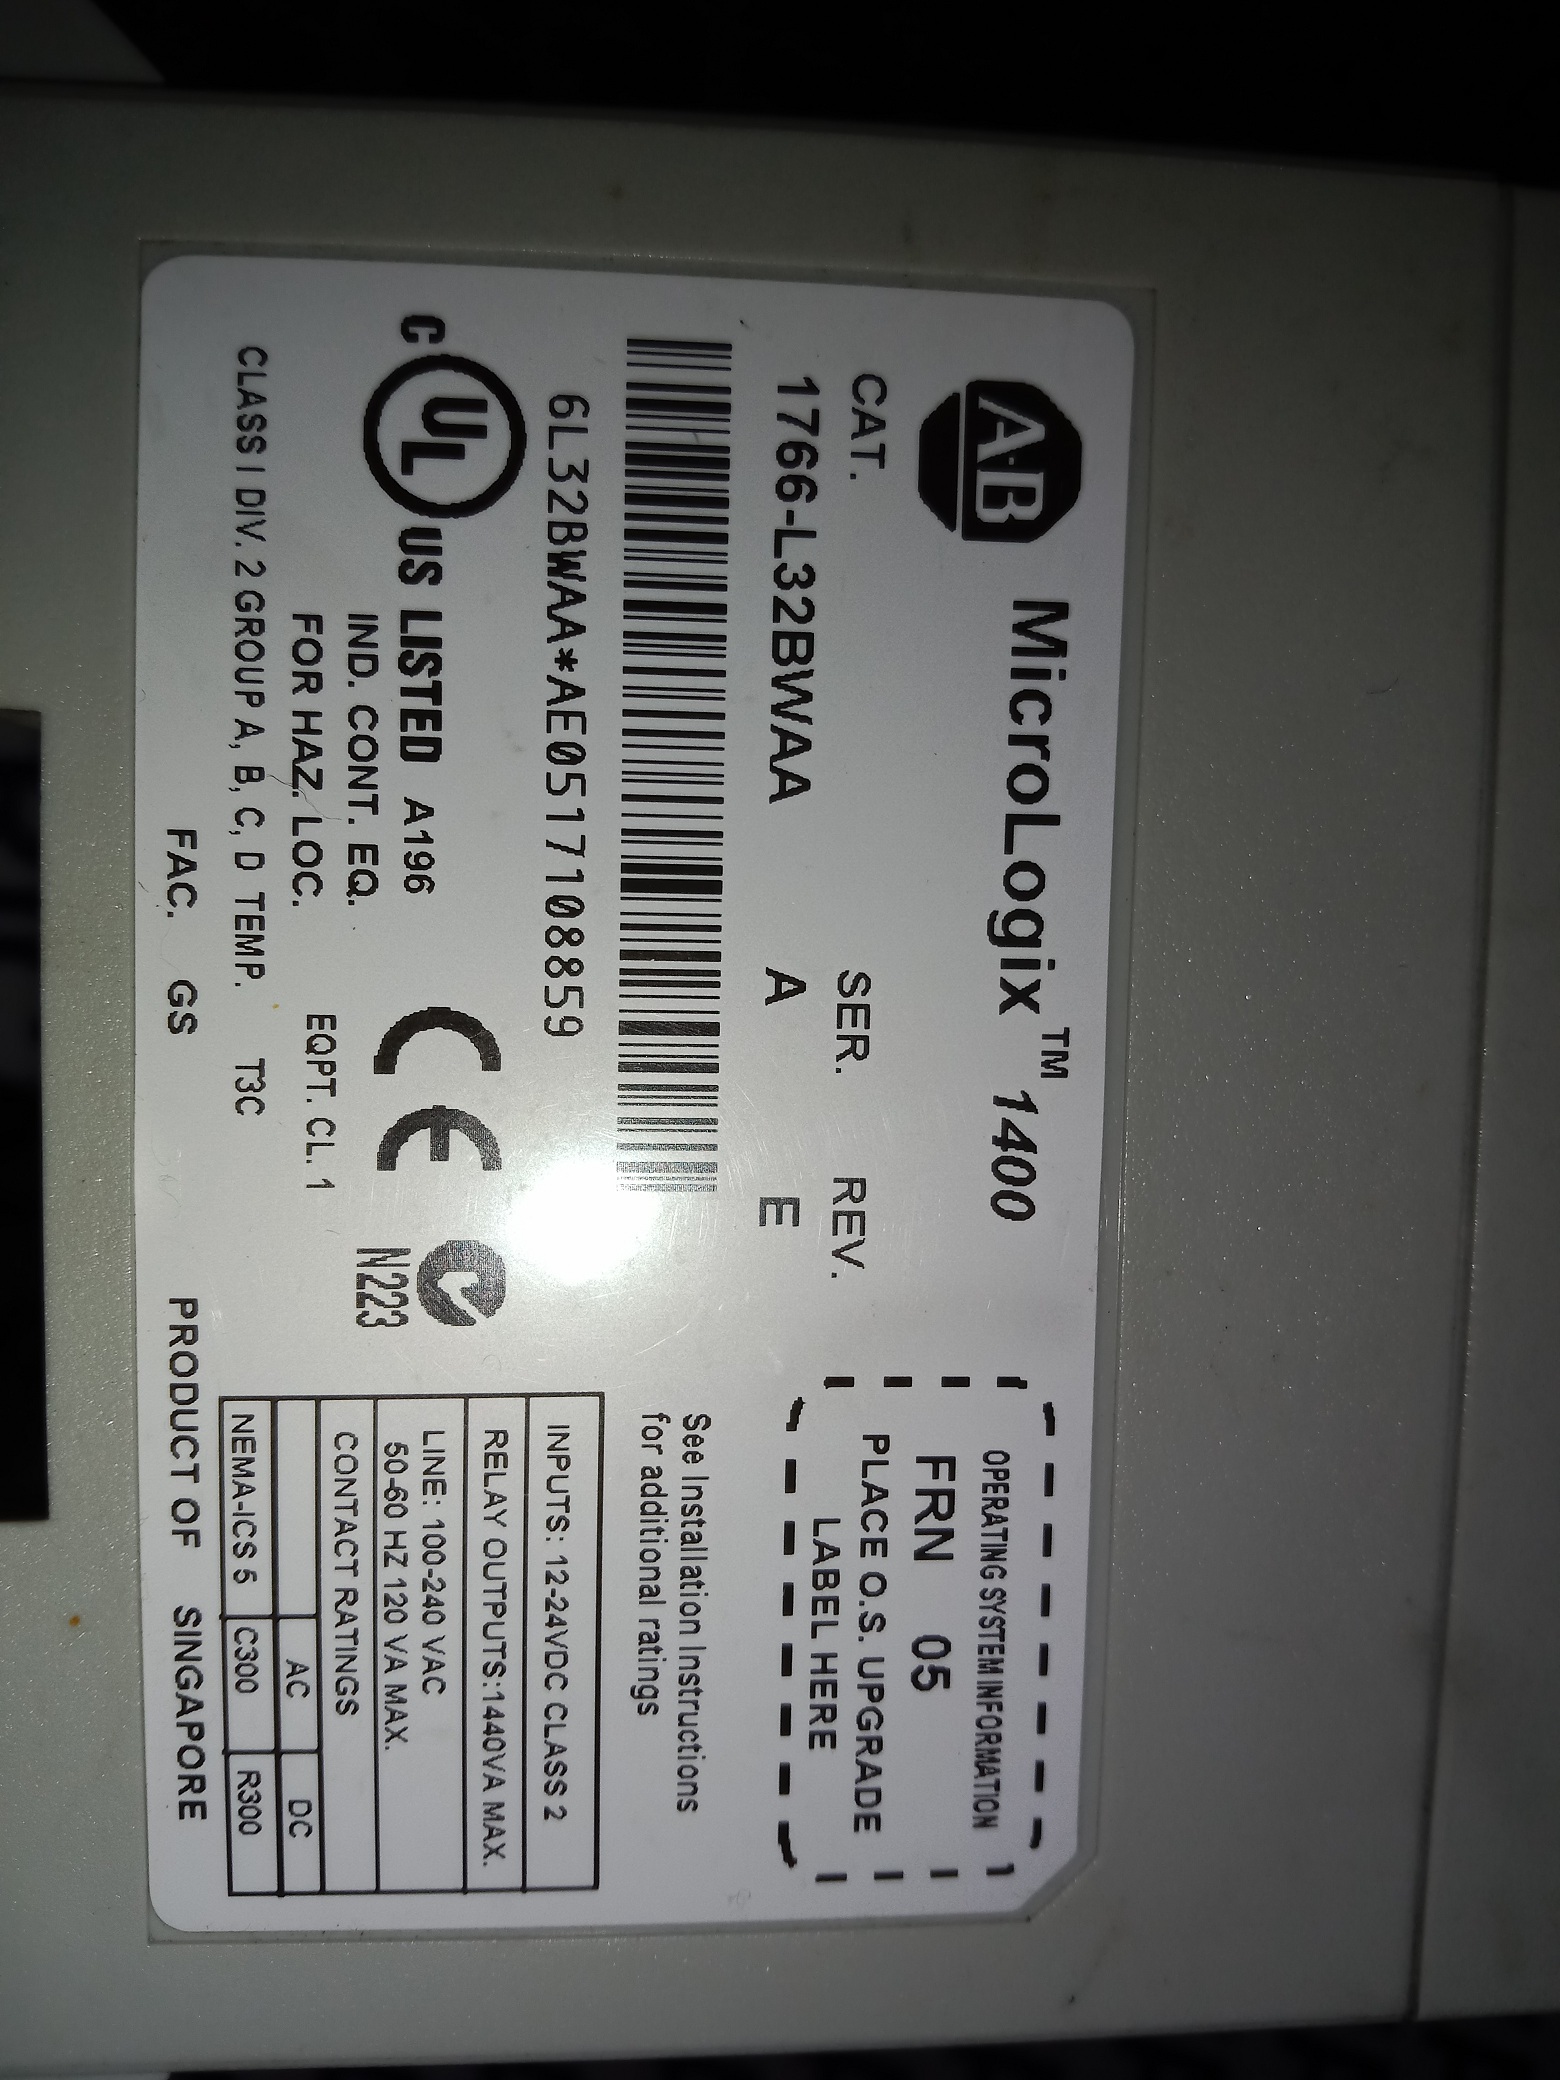 A-B MicroLogix™ 1400
CAT. SER. REV.
1766-L32BWAA A E
6L32BWAA*AE051710859
C UL US LISTED A196
IND. CONT. EQ.
FOR HAZ. LOC.
CLASS I DIV. 2 GROUP A, B, C, D TEMP. T3C
EQPT. CL. 1
CE
N223
FAC. GS
PRODUCT OF SINGAPORE
OPERATING SYSTEM INFORMATION
FRN 05
PLACE O.S. UPGRADE
LABEL HERE
See Installation Instructions
for additional ratings
INPUTS: 12-24VDC CLASS 2
RELAY OUTPUTS:1440VA MAX.
LINE: 100-240 VAC
50-60 HZ 120 VA MAX.
CONTACT RATINGS
AC DC
NEMA-ICS 5 C300 R300